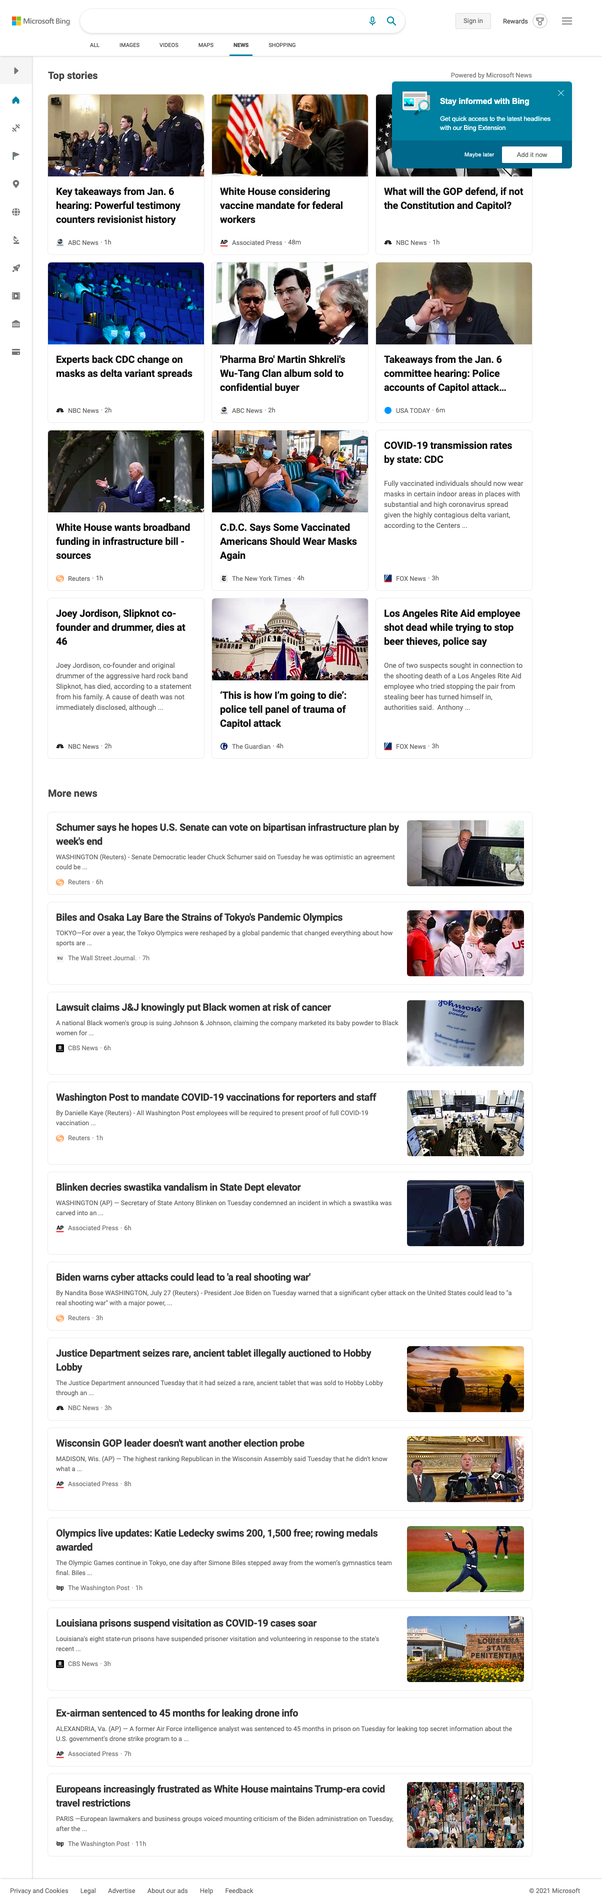 Microsoft Bing
Sign in
Rewards
ALL
IMAGES
VIDEOS
MAPS
NEWS
SHOPPING
Top stories
Powered by Microsoft News
Stay informed with Bing
Get quick access to the latest headlines
with our Bing Extension
Maybe later
Add it now
Key takeaways from Jan. 6
hearing: Powerful testimony
counters revisionist history
ABC News · 1h
White House considering
vaccine mandate for federal
workers
AP Associated Press · 48m
What will the GOP defend, if not
the Constitution and Capitol?
NBC News · 1h
Experts back CDC change on
masks as delta variant spreads
NBC News · 2h
'Pharma Bro' Martin Shkreli's
Wu-Tang Clan album sold to
confidential buyer
ABC News · 2h
Takeaways from the Jan. 6
committee hearing: Police
accounts of Capitol attack…
USA TODAY · 6m
White House wants broadband
funding in infrastructure bill -
sources
Reuters · 1h
C.D.C. Says Some Vaccinated
Americans Should Wear Masks
Again
The New York Times · 4h
COVID-19 transmission rates
by state: CDC
Fully vaccinated individuals should now wear
masks in certain indoor areas in places with
substantial and high coronavirus spread
given the highly contagious delta variant,
according to the Centers ...
FOX News · 3h
Joey Jordison, Slipknot co-
founder and drummer, dies at
46
Joey Jordison, co-founder and original
drummer of the aggressive hard rock band
Slipknot, has died, according to a statement
from his family. A cause of death was not
immediately disclosed, although ...
NBC News · 2h
'This is how I'm going to die':
police tell panel of trauma of
Capitol attack
The Guardian · 4h
Los Angeles Rite Aid employee
shot dead while trying to stop
beer thieves, police say
One of two suspects sought in connection to
the shooting death of a Los Angeles Rite Aid
employee who tried stopping the pair from
stealing beer has turned himself in,
authorities said. Anthony ...
FOX News · 3h
More news
Schumer says he hopes U.S. Senate can vote on bipartisan infrastructure plan by
week's end
WASHINGTON (Reuters) - Senate Democratic leader Chuck Schumer said on Tuesday he was optimistic an agreement
could be ...
Reuters · 6h
Biles and Osaka Lay Bare the Strains of Tokyo's Pandemic Olympics
TOKYO—For over a year, the Tokyo Olympics were reshaped by a global pandemic that changed everything about how
sports are ...
The Wall Street Journal. · 7h
US
Lawsuit claims J&J knowingly put Black women at risk of cancer
A national Black women's group is suing Johnson & Johnson, claiming the company marketed its baby powder to Black
women for ...
CBS News · 6h
johnson's
baby
powder
Washington Post to mandate COVID-19 vaccinations for reporters and staff
By Danielle Kaye (Reuters) - All Washington Post employees will be required to present proof of full COVID-19
vaccination ...
Reuters · 1h
Blinken decries swastika vandalism in State Dept elevator
WASHINGTON (AP) — Secretary of State Antony Blinken on Tuesday condemned an incident in which a swastika was
carved into an ...
AP Associated Press · 6h
Biden warns cyber attacks could lead to 'a real shooting war'
By Nandita Bose WASHINGTON, July 27 (Reuters) - President Joe Biden on Tuesday warned that a significant cyber attack on the United States could lead to "a
real shooting war" with a major power, ...
Reuters · 3h
Justice Department seizes rare, ancient tablet illegally auctioned to Hobby
Lobby
The Justice Department announced Tuesday that it had seized a rare, ancient tablet that was sold to Hobby Lobby
through an ...
NBC News · 3h
Wisconsin GOP leader doesn't want another election probe
MADISON, Wis. (AP) — The highest ranking Republican in the Wisconsin Assembly said Tuesday that he didn't know
what a ...
AP Associated Press · 8h
Olympics live updates: Katie Ledecky swims 200, 1,500 free; rowing medals
awarded
The Olympic Games continue in Tokyo, one day after Simone Biles stepped away from the women's gymnastics team
final. Biles ...
wp The Washington Post · 1h
Louisiana prisons suspend visitation as COVID-19 cases soar
Louisiana's eight state-run prisons have suspended prisoner visitation and volunteering in response to the state's
recent ...
CBS News · 3h
LOUISIANA
STATE
PENITENTIAR
Ex-airman sentenced to 45 months for leaking drone info
ALEXANDRIA, Va. (AP) — A former Air Force intelligence analyst was sentenced to 45 months in prison on Tuesday for leaking top secret information about the
U.S. government's drone strike program to a ...
AP Associated Press · 7h
Europeans increasingly frustrated as White House maintains Trump-era covid
travel restrictions
PARIS —European lawmakers and business groups voiced mounting criticism of the Biden administration on Tuesday,
after the ...
wp The Washington Post · 11h
Privacy and Cookies
Legal
Advertise
About our ads
Help
Feedback
© 2021 Microsoft